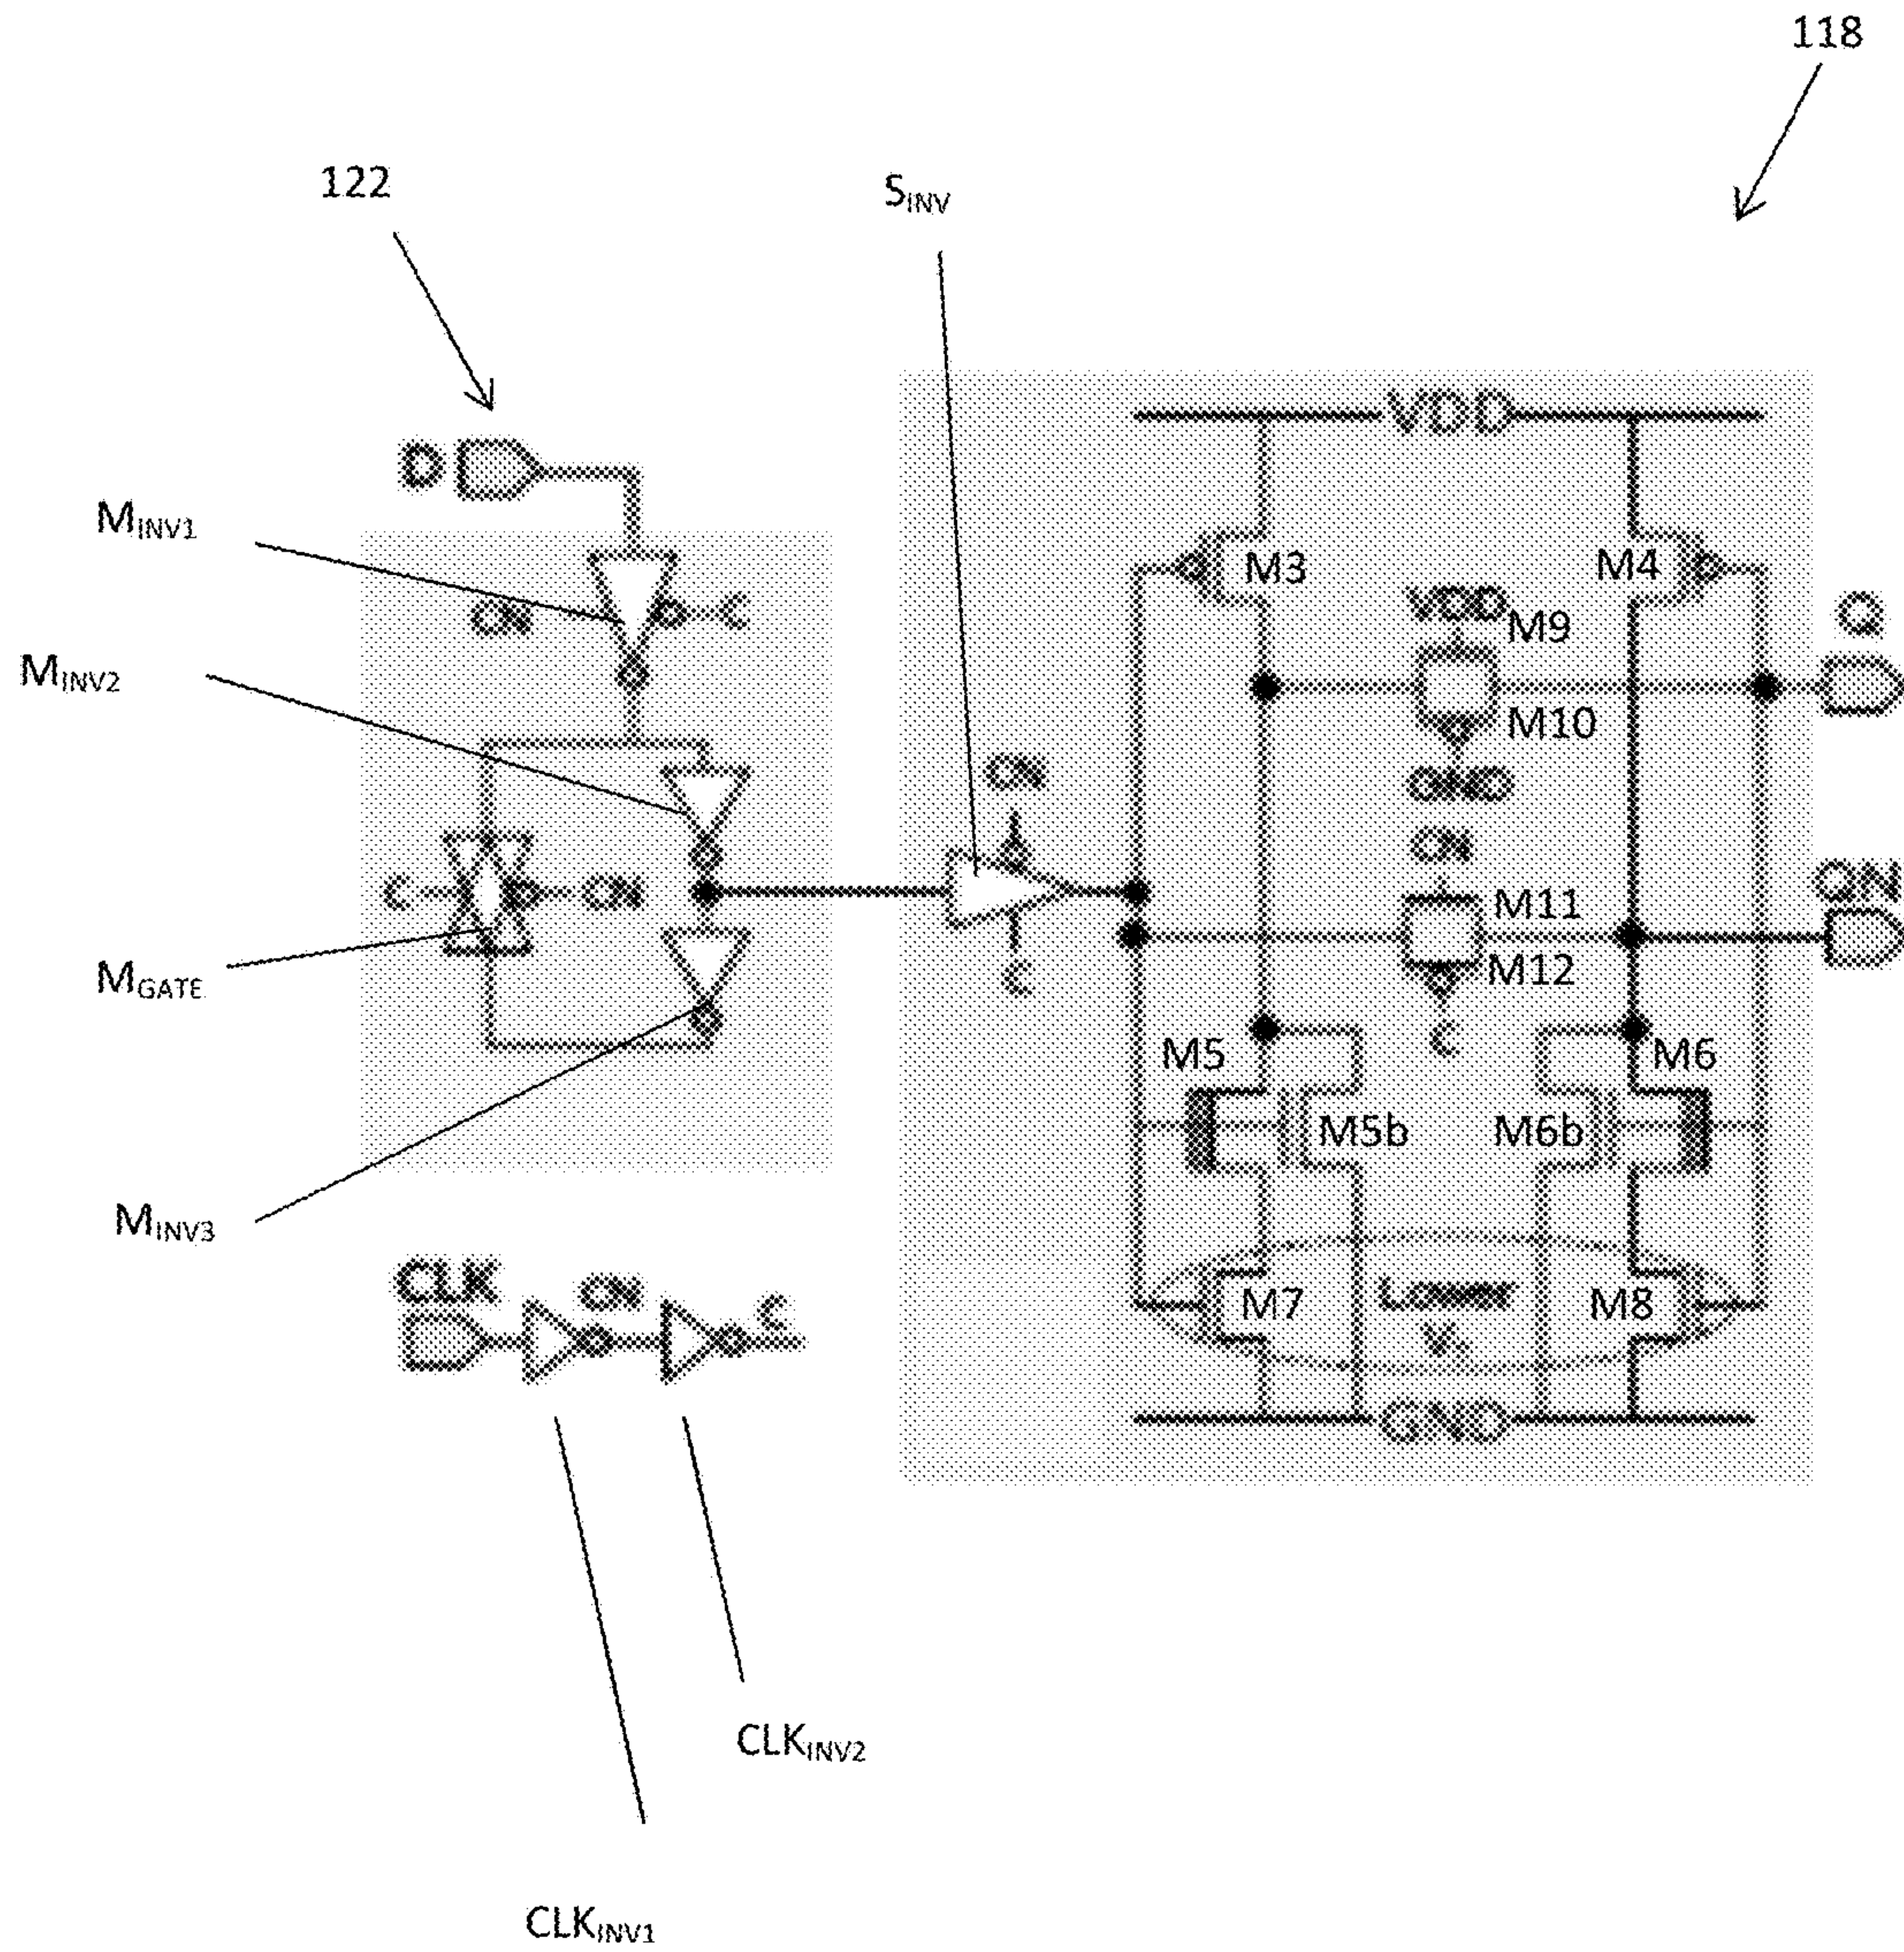 118
122
SINV
VDD
D
MINV1
M3
M4
CN
C
VDD
M9
Q
MINV2
M10
GND
CN
CN
QN
C
CN
M11
MGATE
C
M12
C
M5
M6
M5b
M6b
MINV3
CLK
CN
C
M7
Lower
M8
GND
CLKINV2
CLKINV1